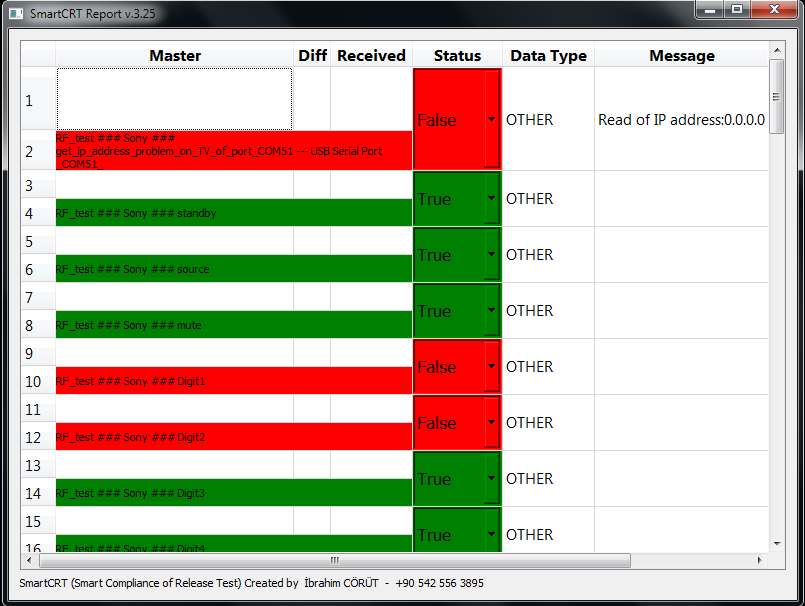 SmartCRT Report v.3.25
Master Diff Received Status Data Type Message
1 False OTHER Read of IP address:0.0.0.0
2 RF_test ### Sony ###
get_ip_address_problem_on_TV_of_port_COM51 --- USB Serial Port
_COM51_
3 True OTHER
4 RF_test ### Sony ### standby
5 True OTHER
6 RF_test ### Sony ### source
7 True OTHER
8 RF_test ### Sony ### mute
9 False OTHER
10 RF_test ### Sony ### Digit1
11 False OTHER
12 RF_test ### Sony ### Digit2
13 True OTHER
14 RF_test ### Sony ### Digit3
15 True OTHER
16 RF_test ### Sony ### Digit4
SmartCRT (Smart Compliance of Release Test) Created by İbrahim CÖRÜT - +90 542 556 3895